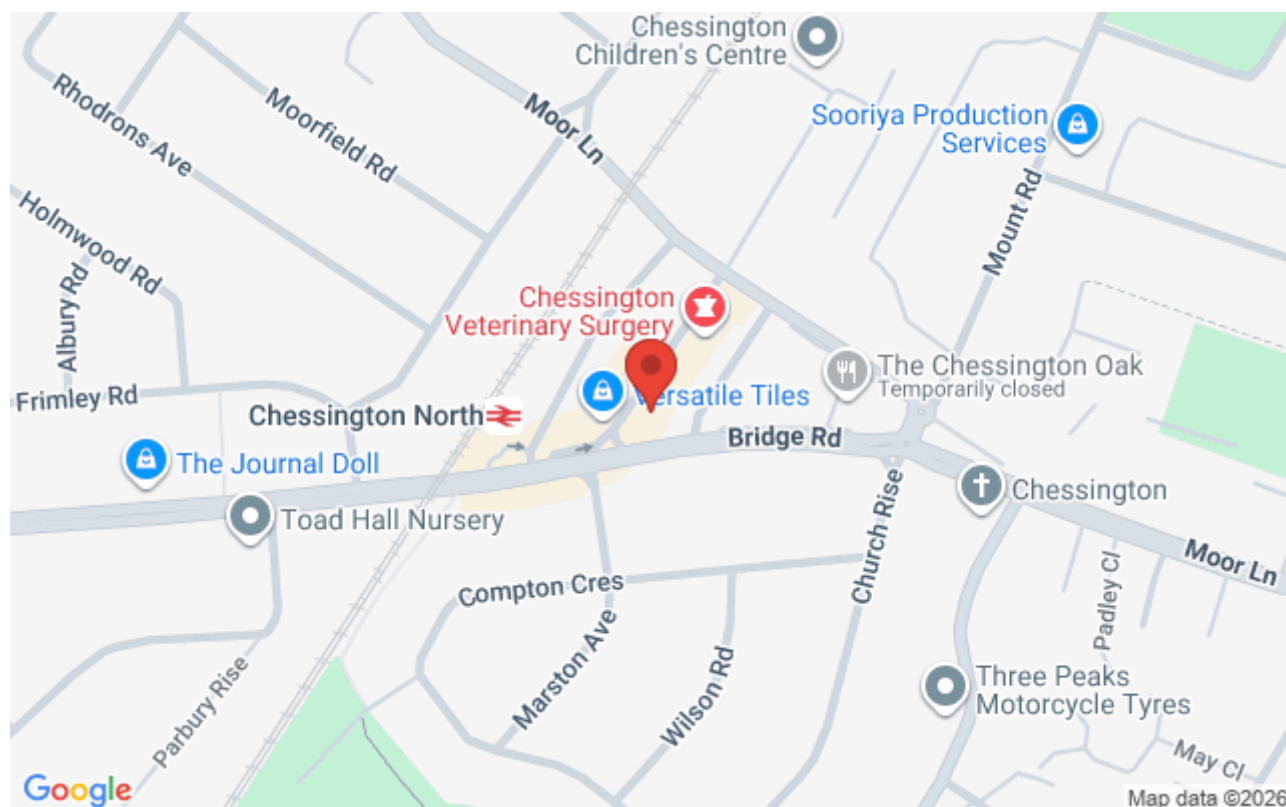 Chessington
Children's Centre
Rhodrons Ave
Moorfield Rd
Moor Ln
Sooriya Production
Services
Mount Rd
Holmwood Rd
Albury Rd
Chessington
Veterinary Surgery
The Chessington Oak
Temporarily closed
Frimley Rd
Chessington North
Versatile Tiles
Bridge Rd
The Journal Doll
Toad Hall Nursery
Chessington
Church Rise
Moor Ln
Padley Cl
Compton Cres
Marston Ave
Wilson Rd
Parbury Rise
Three Peaks
Motorcycle Tyres
May Cl
Google
Map data ©2026